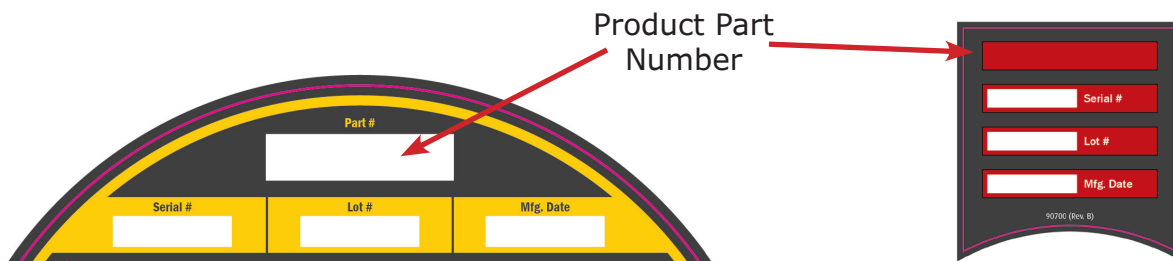 Product Part
Number
Part #
Serial #
Lot #
Mfg. Date
Serial #
Lot #
Mfg. Date
90700 (Rev. B)